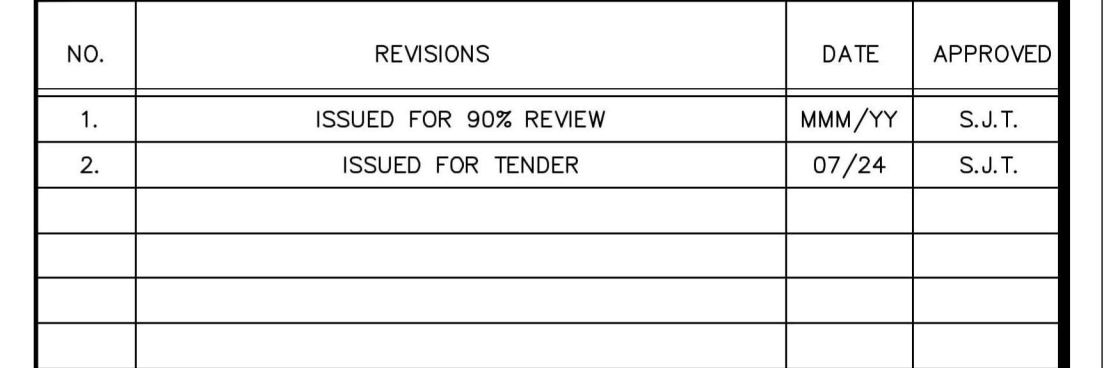 NO. REVISIONS DATE APPROVED
1. ISSUED FOR 90% REVIEW MMM/YY S.J.T.
2. ISSUED FOR TENDER 07/24 S.J.T.